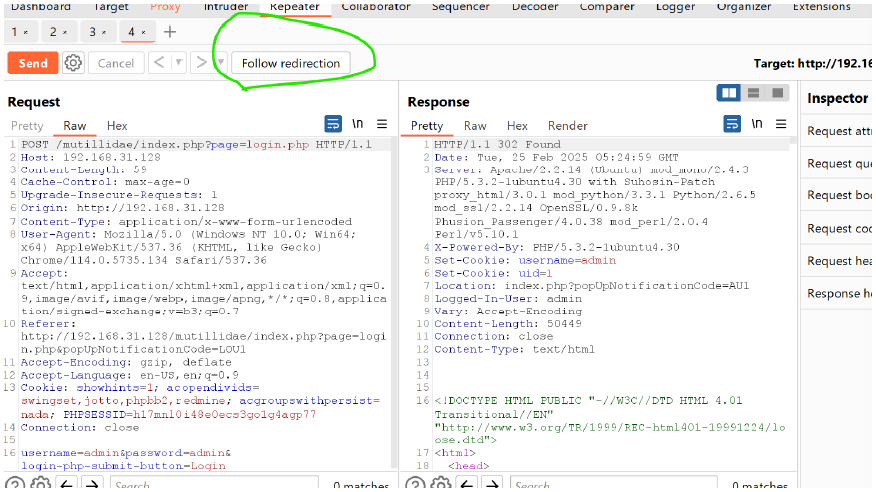 Dashboard Target Proxy Intruder Repeater Collaborator Sequencer Decoder Comparer Logger Organizer Extensions
1 × 2 × 3 × 4 × +
Send Cancel < > Follow redirection Target: http://192.16
Request
Pretty Raw Hex \n
1 POST /mutillidae/index.php?page=login.php HTTP/1.1
2 Host: 192.168.31.128
3 Content-Length: 59
4 Cache-Control: max-age=0
5 Upgrade-Insecure-Requests: 1
6 Origin: http://192.168.31.128
7 Content-Type: application/x-www-form-urlencoded
8 User-Agent: Mozilla/5.0 (Windows NT 10.0; Win64;
x64) AppleWebKit/537.36 (KHTML, like Gecko)
Chrome/114.0.5735.134 Safari/537.36
9 Accept:
text/html,application/xhtml+xml,application/xml;q=0.
9,image/avif,image/webp,image/apng,*/*;q=0.8,applica
tion/signed-exchange;v=b3;q=0.7
10 Referer:
http://192.168.31.128/mutillidae/index.php?page=logi
n.php&popUpNotificationCode=LOU1
11 Accept-Encoding: gzip, deflate
12 Accept-Language: en-US,en;q=0.9
13 Cookie: showhints=1; acopendivids=
swingset,jotto,phpbb2,redmine; acgroupswithpersist=
nada; PHPSESSID=
14 Connection: close
15
16 username=admin&password=admin&
login-php-submit-button=Login
Search 0 matches
Response
Pretty Raw Hex Render \n
1 HTTP/1.1 302 Found
2 Date: Tue, 25 Feb 2025 05:24:59 GMT
3 Server: Apache/2.2.14 (Ubuntu) mod_mono/2.4.3
PHP/5.3.2-1ubuntu4.30 with Suhosin-Patch
proxy_html/3.0.1 mod_python/3.3.1 Python/2.6.5
mod_ssl/2.2.14 OpenSSL/0.9.8k
Phusion_Passenger/4.0.38 mod_perl/2.0.4
Perl/v5.10.1
4 X-Powered-By: PHP/5.3.2-1ubuntu4.30
5 Set-Cookie: username=admin
6 Set-Cookie: uid=1
7 Location: index.php?popUpNotificationCode=AU1
8 Logged-In-User: admin
9 Vary: Accept-Encoding
10 Content-Length: 50449
11 Connection: close
12 Content-Type: text/html
13
14
15
16 <!DOCTYPE HTML PUBLIC "-//W3C//DTD HTML 4.01
Transitional//EN"
"http://www.w3.org/TR/1999/REC-html401-19991224/lo
ose.dtd">
17 <html>
18 <head>
Search 0 matches
Inspector
Request attr
Request que
Request bod
Request coo
Request hea
Response he